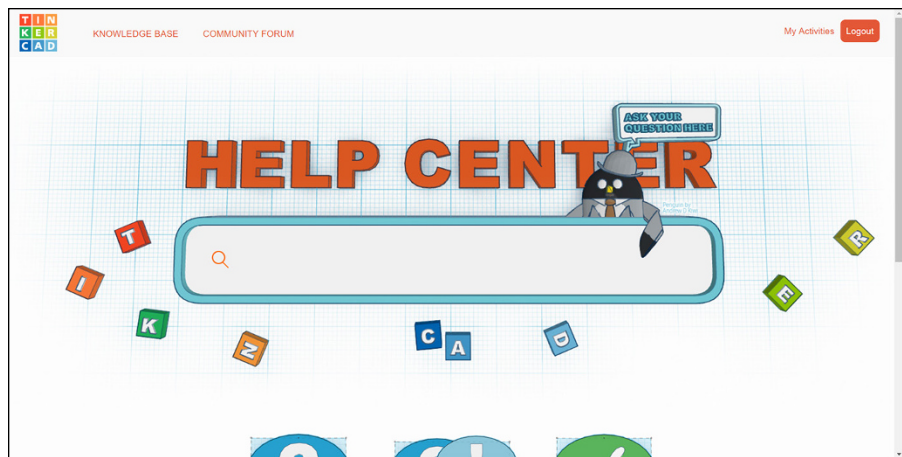 TIN
KER
CAD
KNOWLEDGE BASE
COMMUNITY FORUM
My Activities
Logout
ASK YOUR
QUESTION HERE
HELP CENTER
T
I
K
Z
C
A
D
E
R